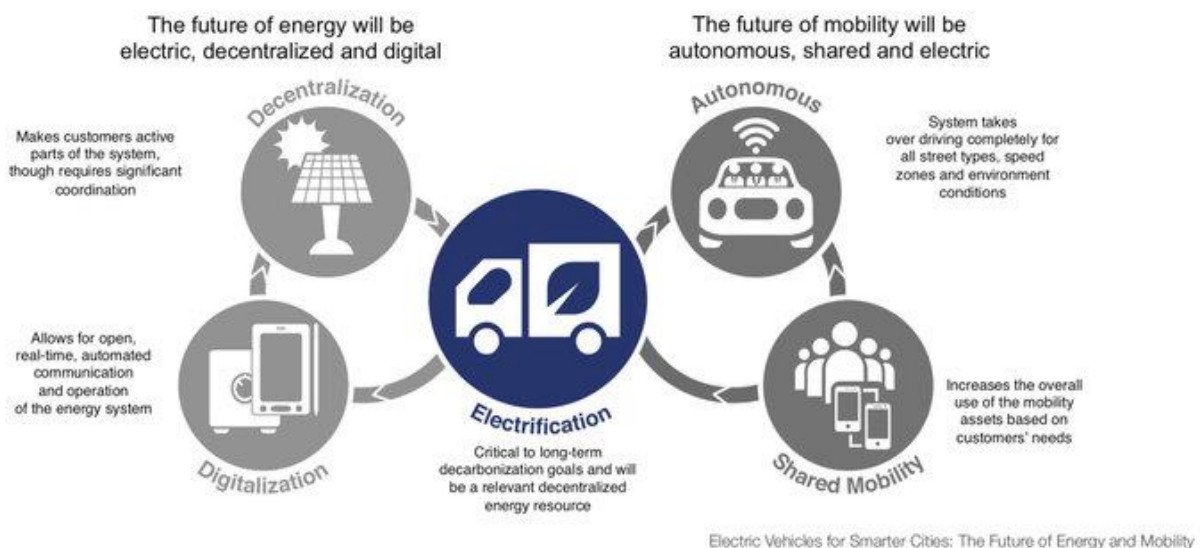 The future of energy will be
electric, decentralized and digital
The future of mobility will be
autonomous, shared and electric
Decentralization
Makes customers active
parts of the system,
though requires significant
coordination
Autonomous
System takes
over driving completely for
all street types, speed
zones and environment
conditions
Allows for open,
real-time, automated
communication
and operation
of the energy system
Digitalization
Electrification
Critical to long-term
decarbonization goals and will
be a relevant decentralized
energy resource
Increases the overall
use of the mobility
assets based on
customers' needs
Shared Mobility
Electric Vehicles for Smarter Cities: The Future of Energy and Mobility